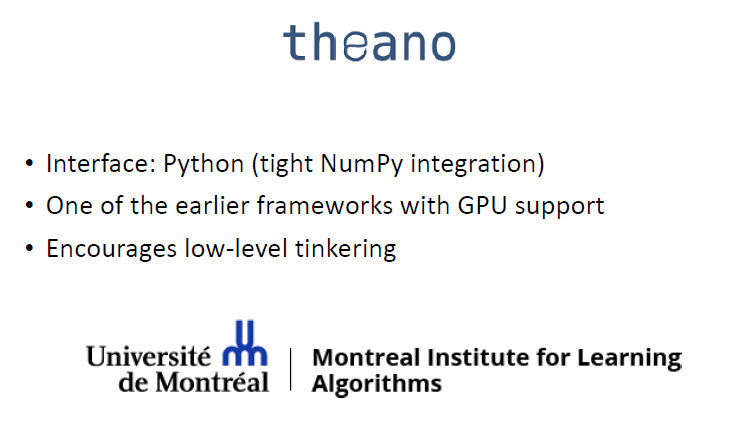 theano
• Interface: Python (tight NumPy integration)
• One of the earlier frameworks with GPU support
• Encourages low-level tinkering
Université
de Montréal
Montreal Institute for Learning
Algorithms